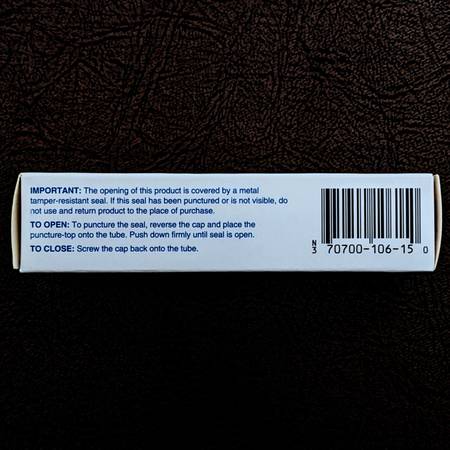 IMPORTANT: The opening of this product is covered by a metal
tamper-resistant seal. If this seal has been punctured or is not visible, do
not use and return product to the place of purchase.
TO OPEN: To puncture the seal, reverse the cap and place the
puncture-top onto the tube. Push down firmly until seal is open.
TO CLOSE: Screw the cap back onto the tube.
N
3 70700-106-15 0